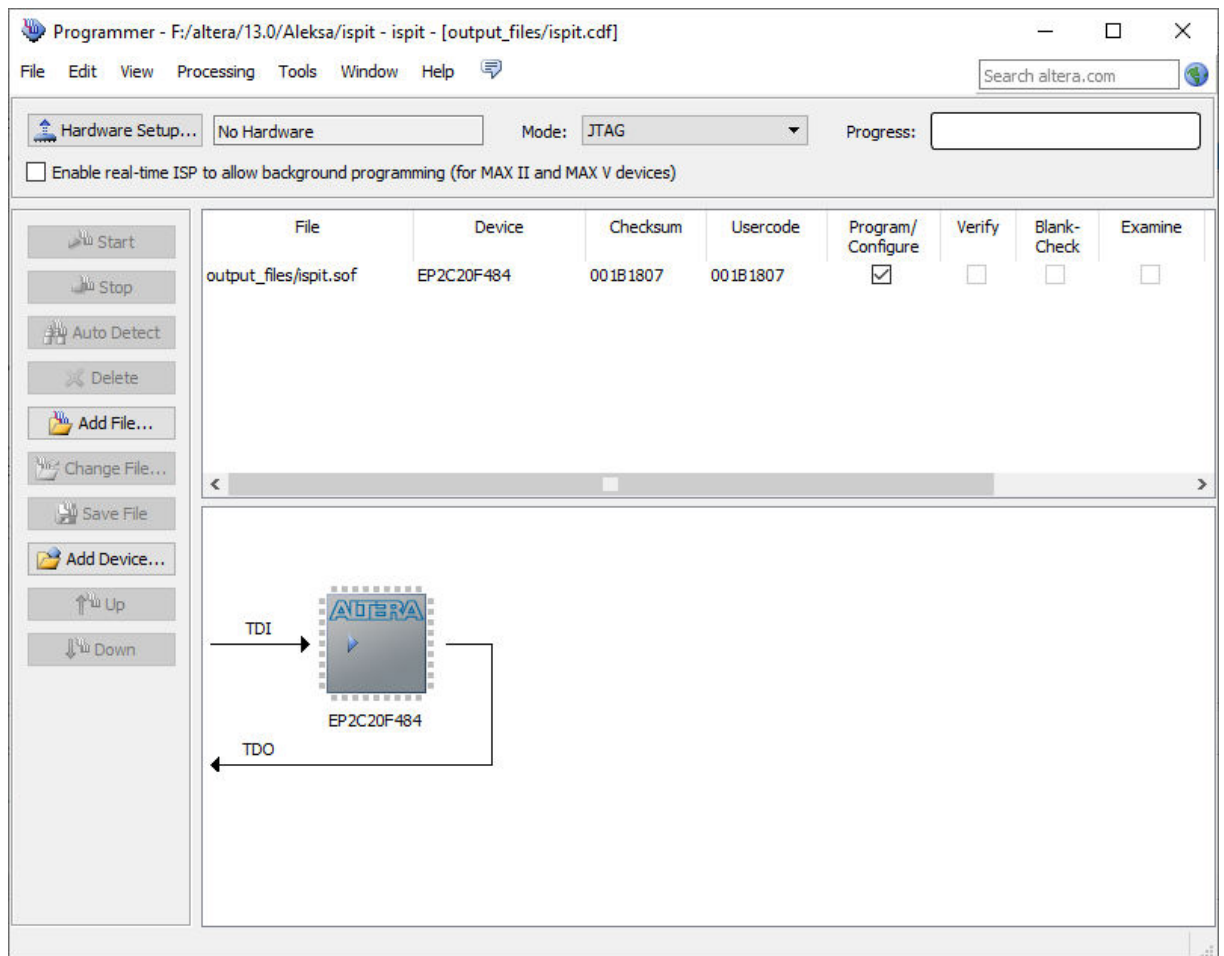 Programmer - F:/altera/13.0/Aleksa/ispit - ispit - [output_files/ispit.cdf]
File Edit View Processing Tools Window Help
Search altera.com
Hardware Setup... No Hardware Mode: JTAG Progress:
Enable real-time ISP to allow background programming (for MAX II and MAX V devices)
Start
Stop
Auto Detect
Delete
Add File...
Change File...
Save File
Add Device...
Up
Down
File Device Checksum Usercode Program/ Verify Blank- Examine
Configure Check
output_files/ispit.sof EP2C20F484 001B1807 001B1807
ALTERA
TDI
EP2C20F484
TDO